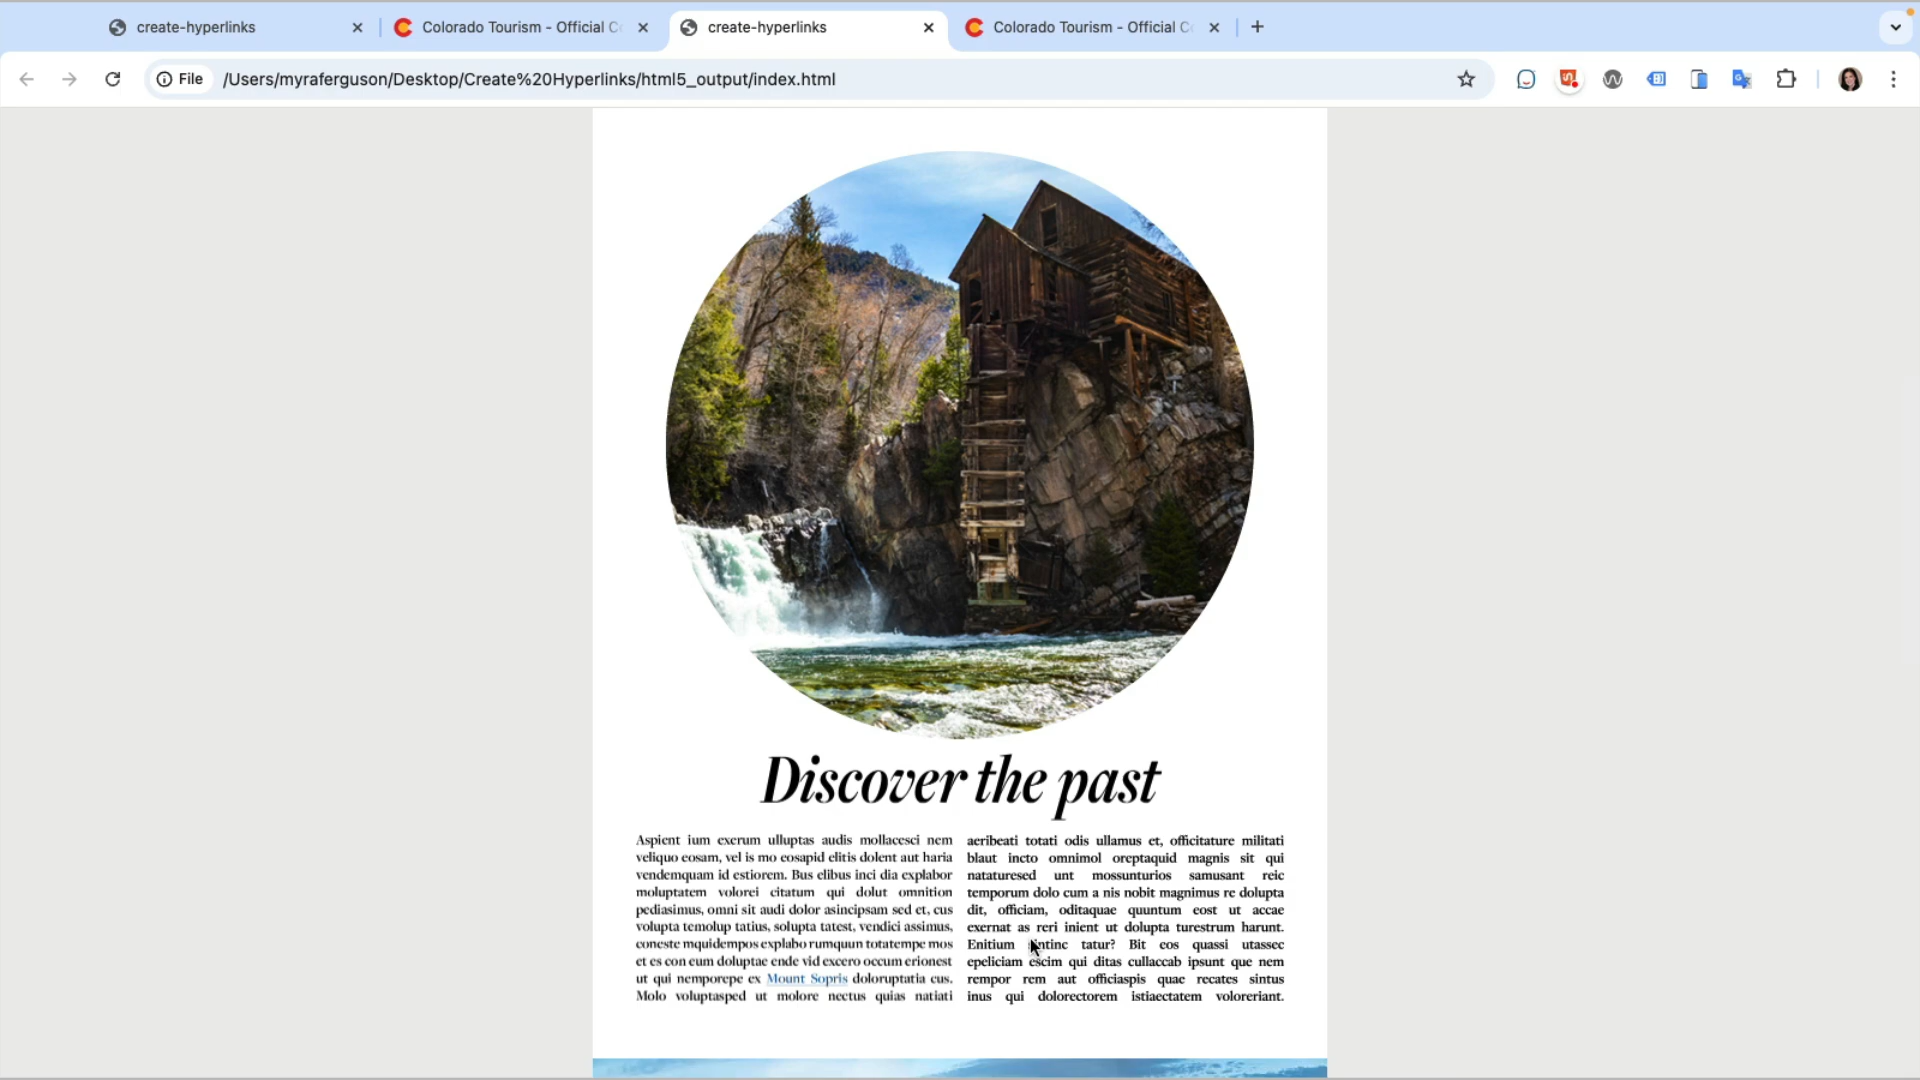 create-hyperlinks
Colorado Tourism - Official C
create-hyperlinks
Colorado Tourism - Official C
File
/Users/myraferguson/Desktop/Create%20Hyperlinks/html5_output/index.html
Discover the past
Aspient ium exerum ulluptas audis mollacesci nem
veliquo eosam, vel is mo eosapid elitis dolent aut haria
vendemquam id estiorem. Bus elibus inci dia explabor
moluptatem volorei citatum qui dolut omnition
pediasimus, omni sit audi dolor asincipsam sed et, cus
volupta temolup tatius, solupta tatest, vendici assimus,
coneste mquidempos explabo rumquun totatempe mos
et es con eum doluptae ende vid excero occum erionest
ut qui nemporepe ex Mount Sopris doloruptatia cus.
Molo voluptasped ut molore nectus quias natiati
aeribeati totati odis ullamus et, officitature militati
blaut incto omnimol oreptaquid magnis sit qui
nataturesed unt mossunturios samusant reic
temporum dolo cum a nis nobit magnimus re dolupta
dit, officiam, oditaquae quuntum eost ut accae
exernat as reri inient ut dolupta turestrum harunt.
Enitium tatur? Bit eos quassi utassec
epeliciam escim qui ditas cullaccab ipsunt que nem
rempor rem aut officiaspis quae recates sintus
inus qui dolorectorem istiaectatem voloreriant.